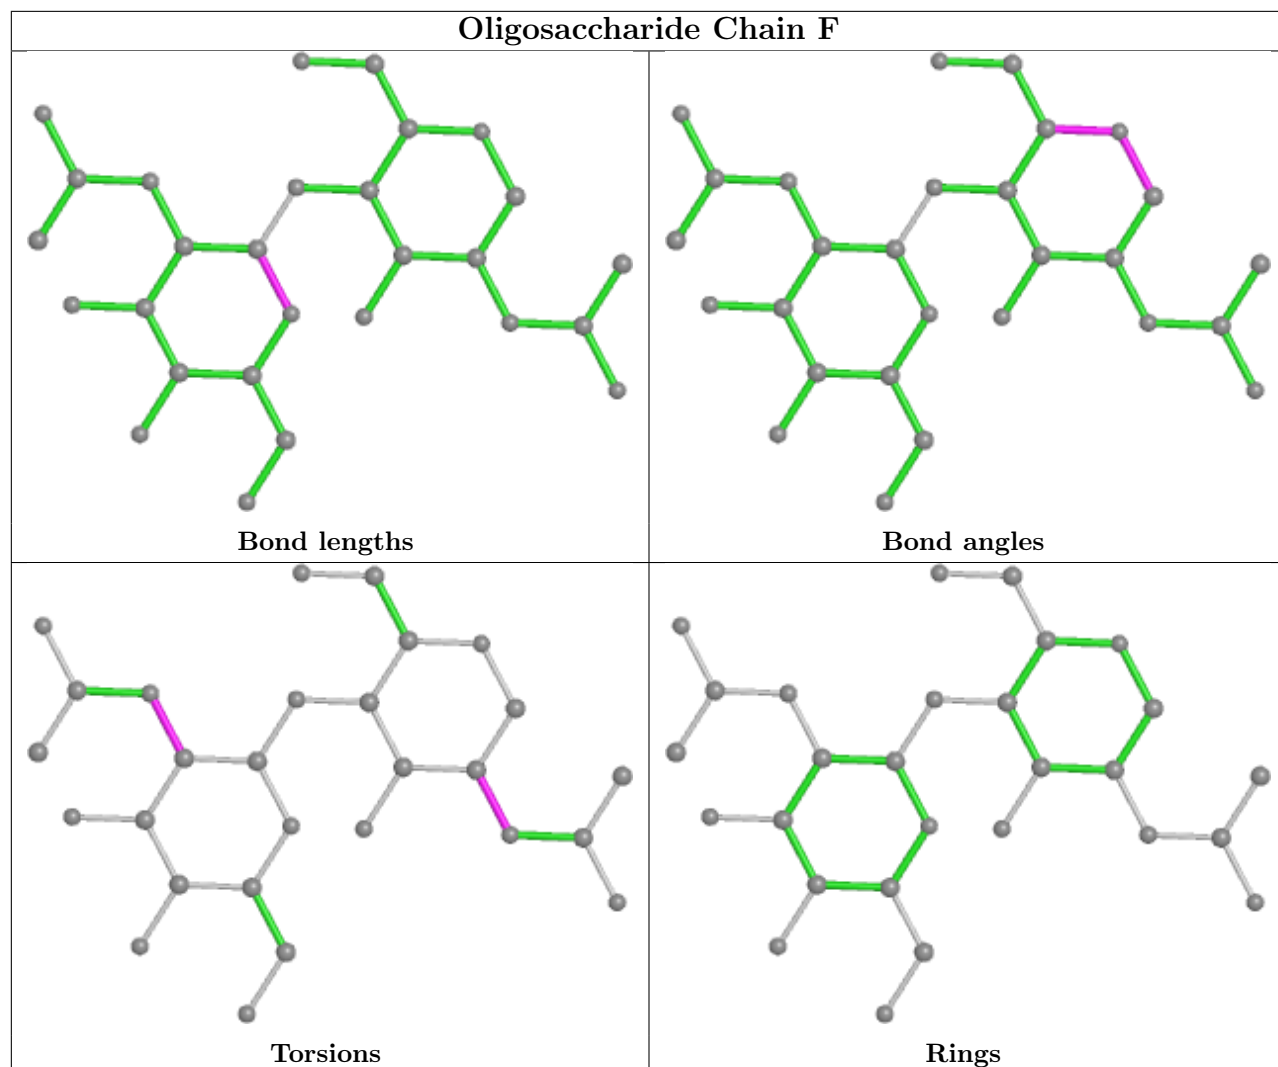 Oligosaccharide Chain F
Bond lengths
Bond angles
Torsions
Rings